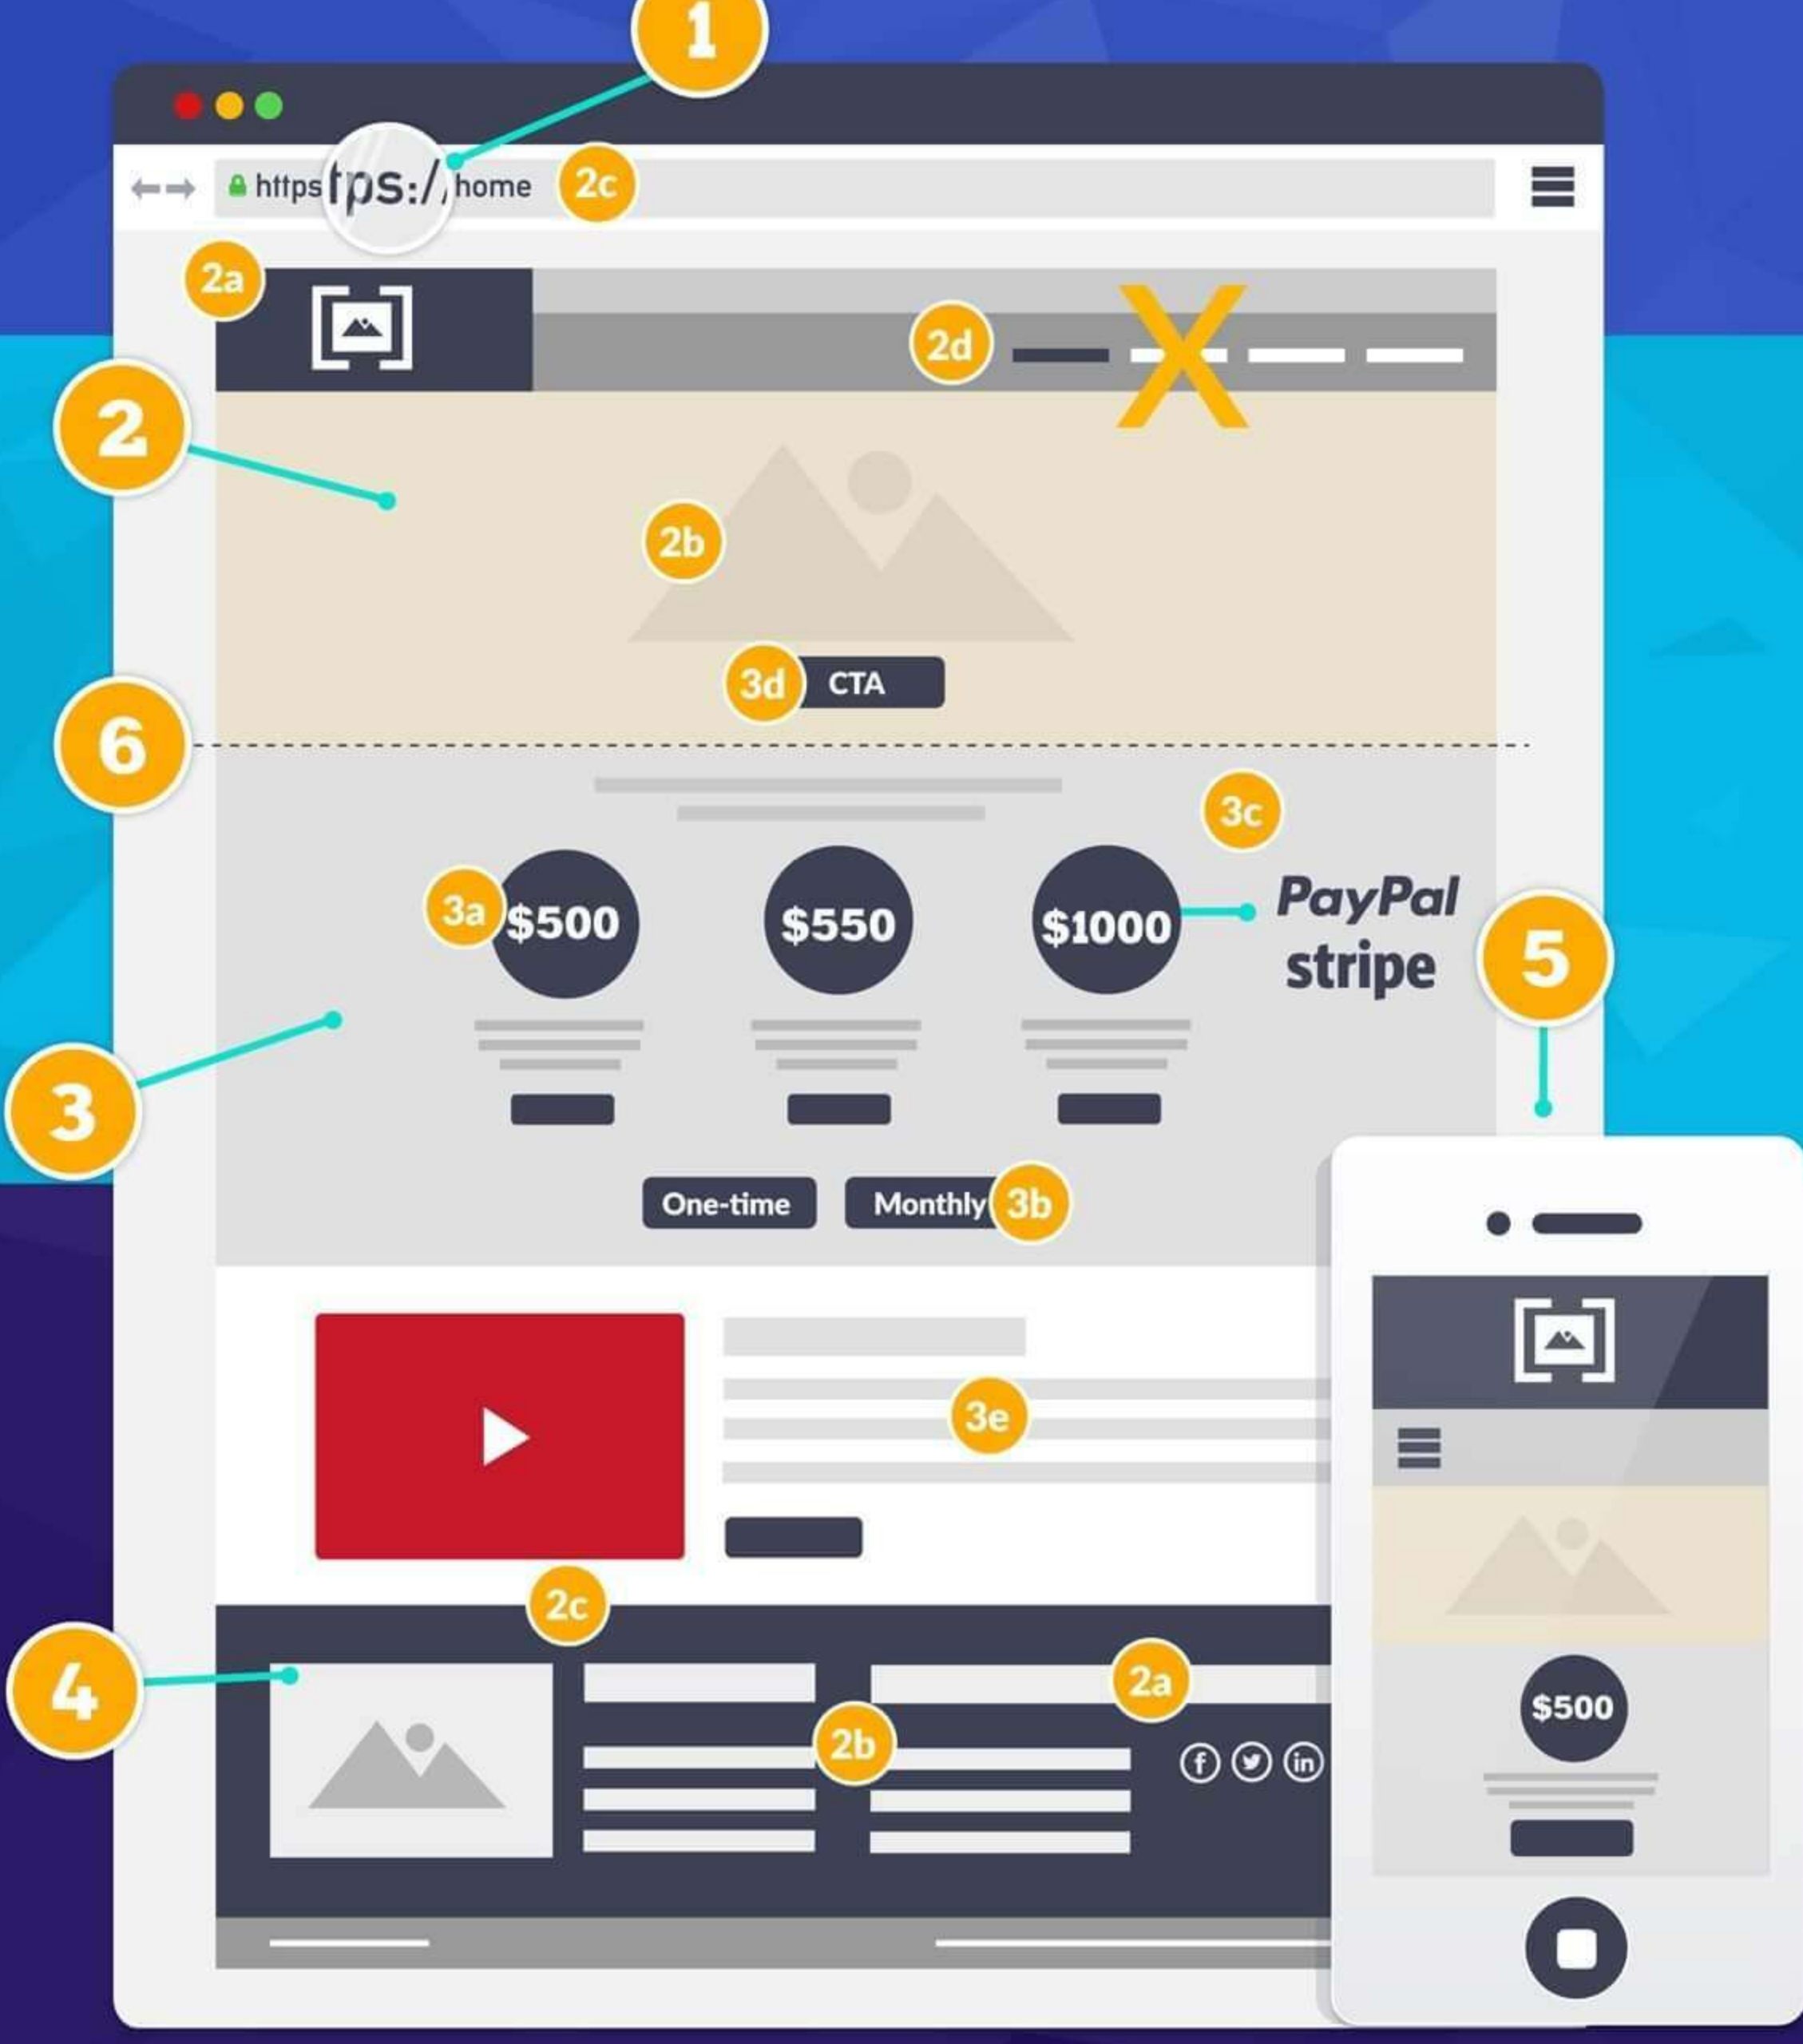 1
https
tps:/
/home
2c
2a
2d
X
2
2b
3d
CTA
6
3c
3a
$500
$550
$1000
PayPal
stripe
5
3
One-time
Monthly
3b
3e
2c
4
2a
2b
f
in
$500